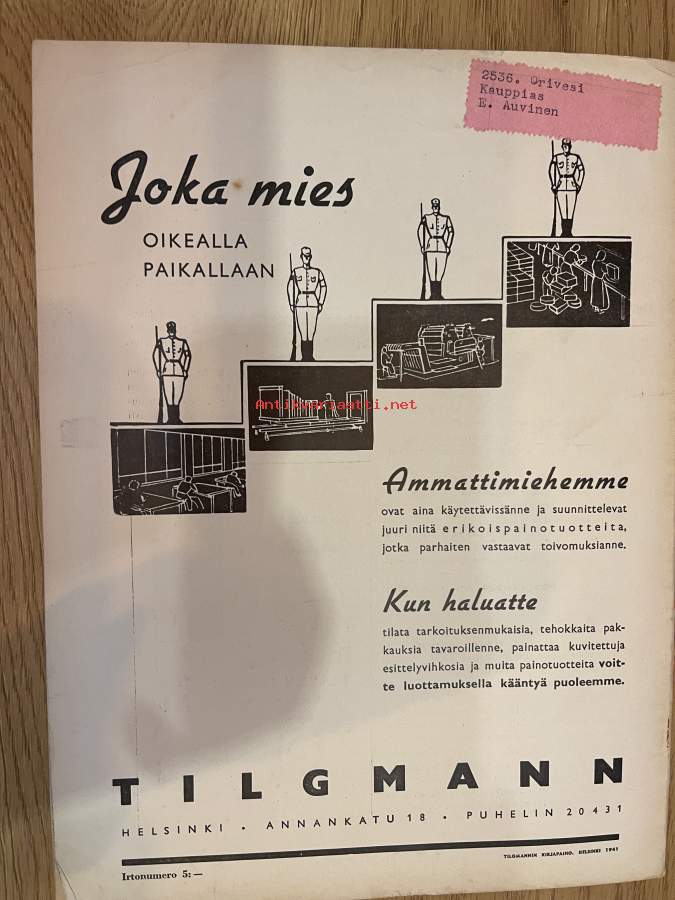 2536. Orivesi
Kauppias
E. Auvinen
Joka mies
OIKEALLA
PAIKALLAAN
Antikvariaatti.net
Ammattimiehemme
ovat aina käytettävissänne ja suunnittelevat
juuri niitä erikoispainotuotteita,
jotka parhaiten vastaavat toivomuksianne.
Kun haluatte
tilata tarkoituksenmukaisia, tehokkaita pak-
kauksia tavaroillenne, painattaa kuvitettuja
esittelyvihkosia ja muita painotuotteita voit-
te luottamuksella kääntyä puoleemme.
TILGMANN
HELSINKI • ANNANKATU 18 • PUHELIN 20431
TILGMANNIN KIRJAPAINO, HELSINKI 1941
Irtonumero 5:—